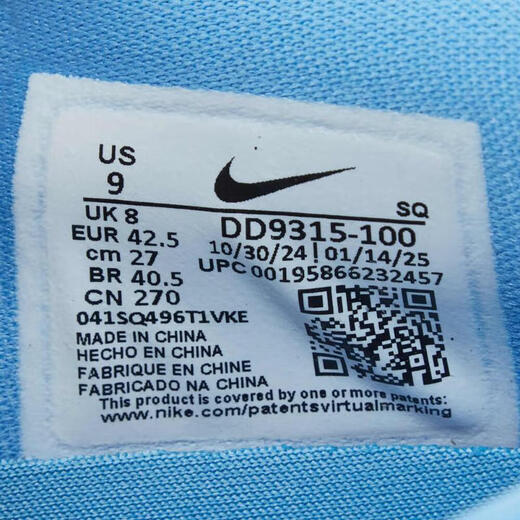 US
9
SQ
UK 8
DD9315-100
EUR 42.5
10/30/24 | 01/14/25
cm 27
UPC 00195866232457
BR 40.5
CN 270
041SQ496T1VKE
MADE IN CHINA
HECHO EN CHINA
FABRIQUE EN CHINE
FABRICADO NA CHINA
This product is covered by one or more patents.
www.nike.com/patentsvirtualmarking